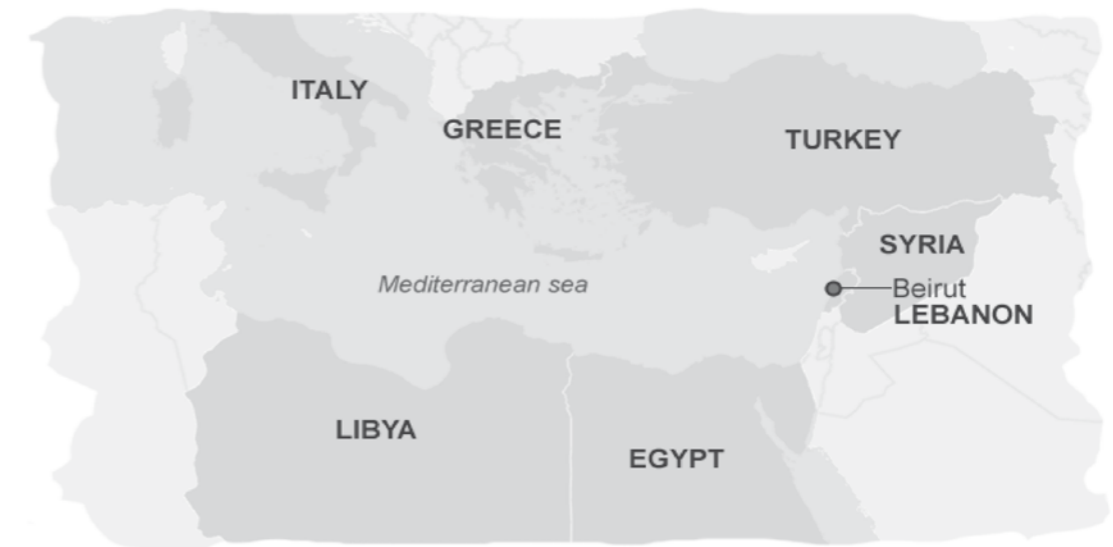 ITALY
GREECE
TURKEY
SYRIA
Mediterranean sea
Beirut
LEBANON
LIBYA
EGYPT